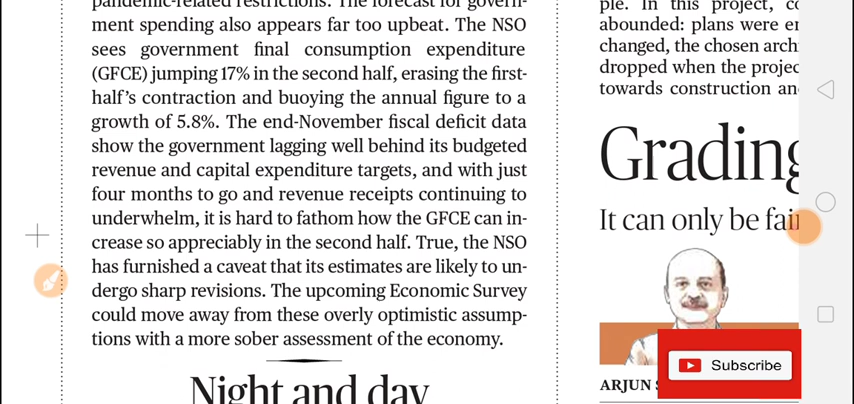 pandemic-related restrictions. The forecast for govern-
ment spending also appears far too upbeat. The NSO
sees government final consumption expenditure
(GFCE) jumping 17% in the second half, erasing the first-
half's contraction and buoying the annual figure to a
growth of 5.8%. The end-November fiscal deficit data
show the government lagging well behind its budgeted
revenue and capital expenditure targets, and with just
four months to go and revenue receipts continuing to
underwhelm, it is hard to fathom how the GFCE can in-
crease so appreciably in the second half. True, the NSO
has furnished a caveat that its estimates are likely to un-
dergo sharp revisions. The upcoming Economic Survey
could move away from these overly optimistic assump-
tions with a more sober assessment of the economy.
Night and day
ple. In this project,
abounded: plans were
changed, the chosen
dropped when the
towards construction
Grading
It can only be
ARJUN
Subscribe